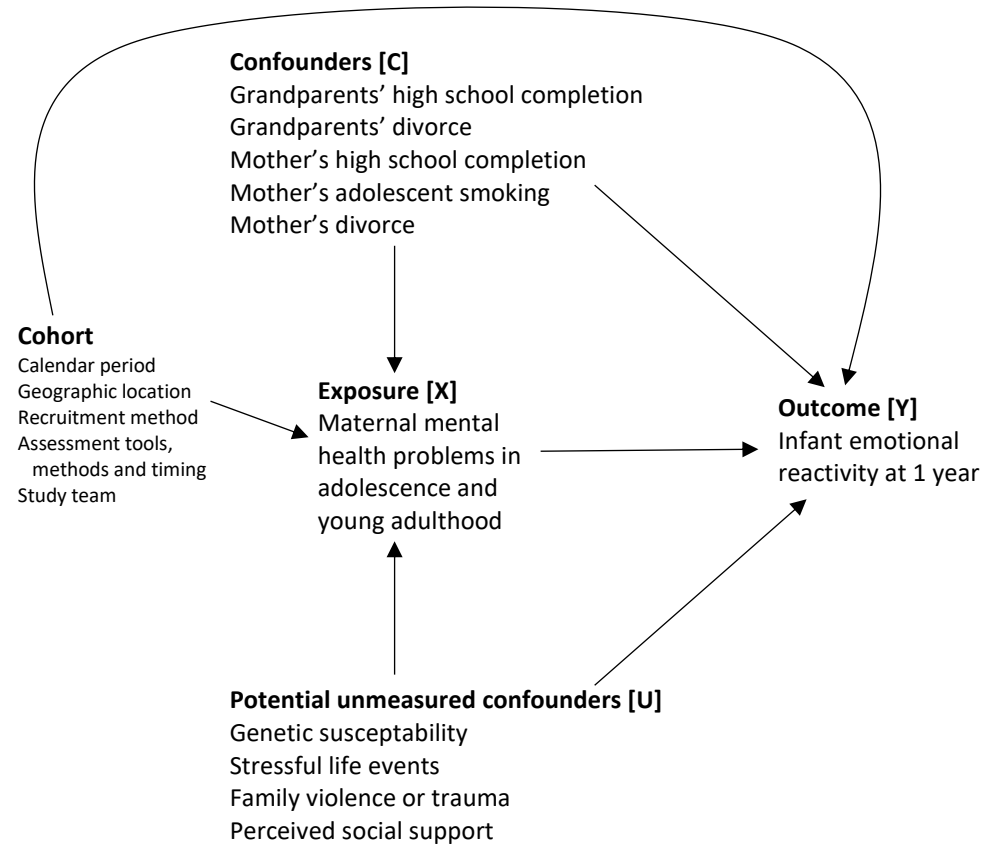 Confounders [C]
Grandparents’ high school completion
Grandparents’ divorce
Mother’s high school completion
Mother’s adolescent smoking
Mother’s divorce
Cohort
Calendar period
Geographic location
Recruitment method
Assessment tools,
methods and timing
Study team
Exposure [X]
Maternal mental
health problems in
adolescence and
young adulthood
Outcome [Y]
Infant emotional
reactivity at 1 year
Potential unmeasured confounders [U]
Genetic susceptability
Stressful life events
Family violence or trauma
Perceived social support